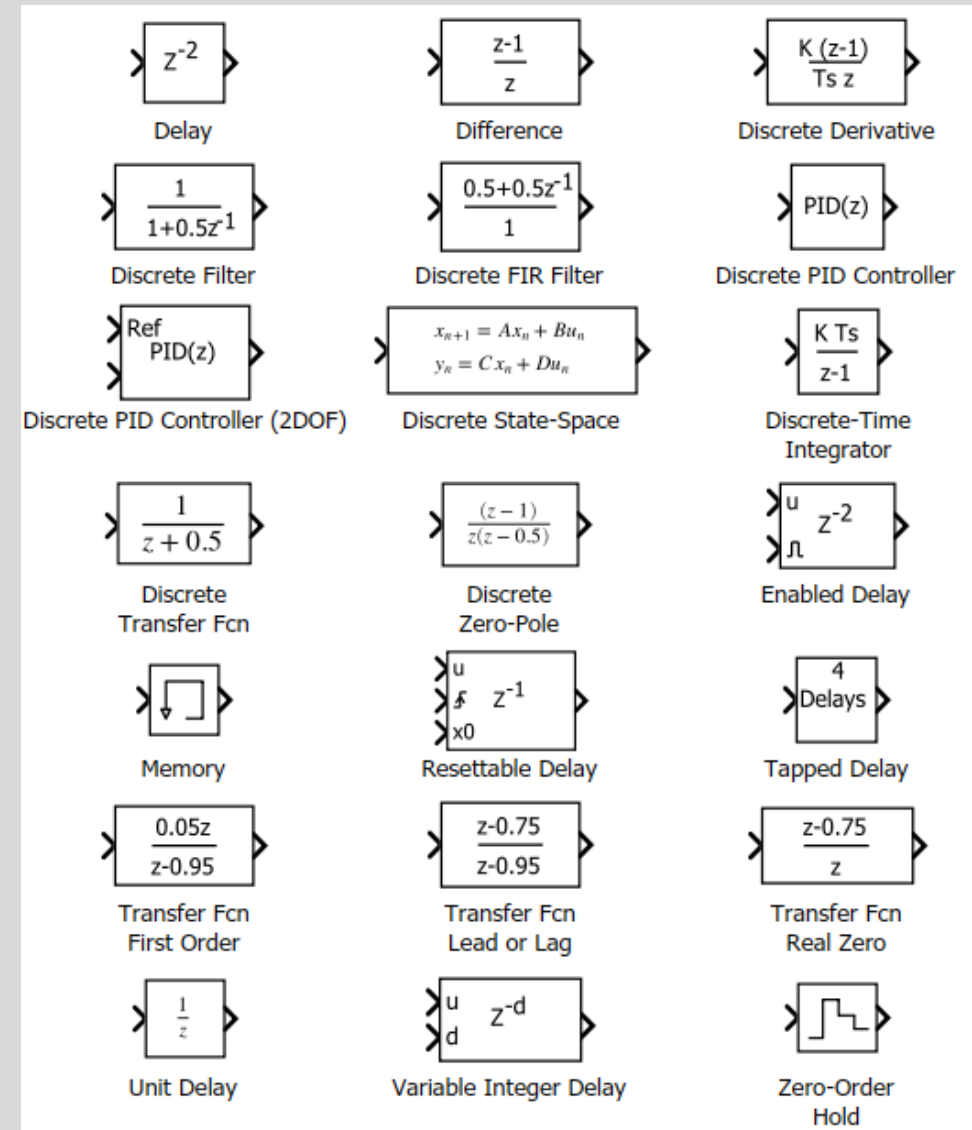 z-2
Delay
z-1
z
Difference
K (z-1)
Ts z
Discrete Derivative
1
1+0.5z-1
Discrete Filter
0.5+0.5z-1
1
Discrete FIR Filter
PID(z)
Discrete PID Controller
Ref
PID(z)
Discrete PID Controller (2DOF)
xn+1 = Axn + Bun
yn = Cxn + Dun
Discrete State-Space
K Ts
z-1
Discrete-Time
Integrator
1
z + 0.5
Discrete
Transfer Fcn
(z − 1)
z(z − 0.5)
Discrete
Zero-Pole
u
z-2
Enabled Delay
Memory
u
z-1
x0
Resettable Delay
4
Delays
Tapped Delay
0.05z
z-0.95
Transfer Fcn
First Order
z-0.75
z-0.95
Transfer Fcn
Lead or Lag
z-0.75
z
Transfer Fcn
Real Zero
1
z
Unit Delay
u
z-d
d
Variable Integer Delay
Zero-Order
Hold